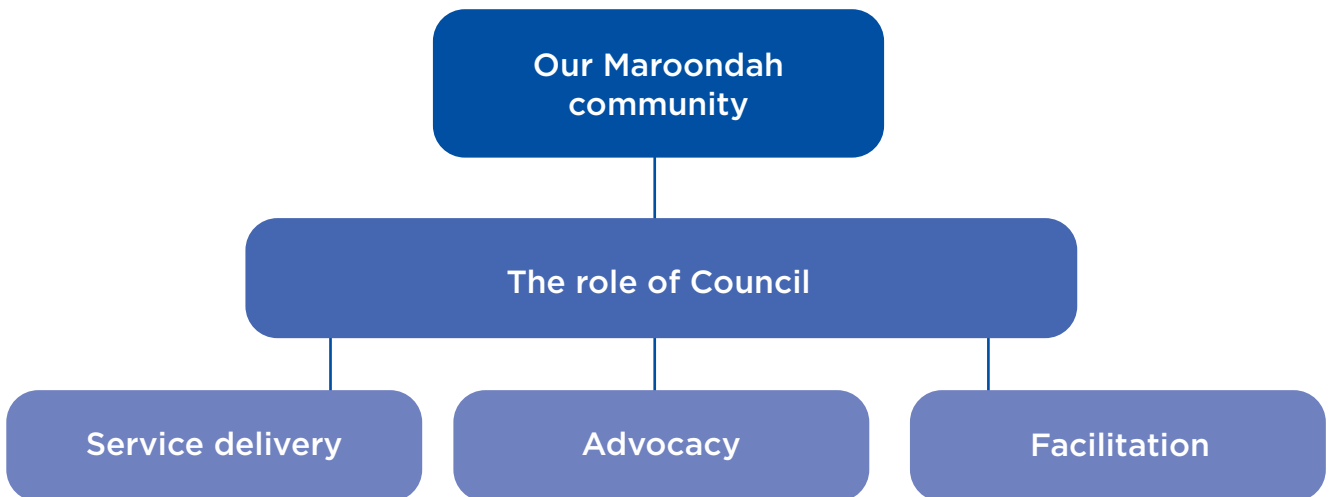 Our Maroondah
community
The role of Council
Service delivery
Advocacy
Facilitation